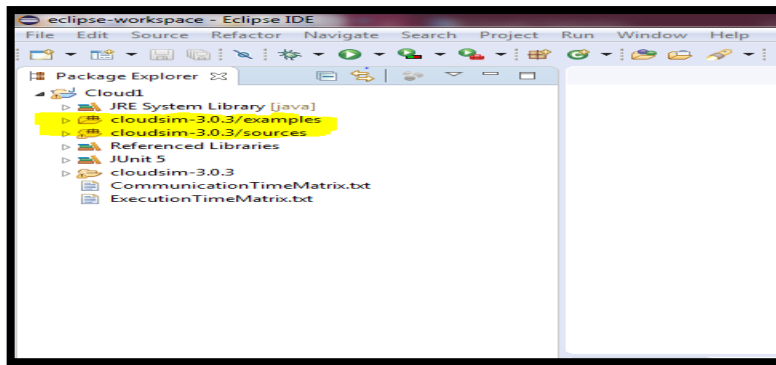 eclipse-workspace - Eclipse IDE
File Edit Source Refactor Navigate Search Project Run Window Help
Package Explorer
Cloud1
JRE System Library [java]
cloudsim-3.0.3/examples
cloudsim-3.0.3/sources
Referenced Libraries
JUnit 5
cloudsim-3.0.3
CommunicationTimeMatrix.txt
ExecutionTimeMatrix.txt